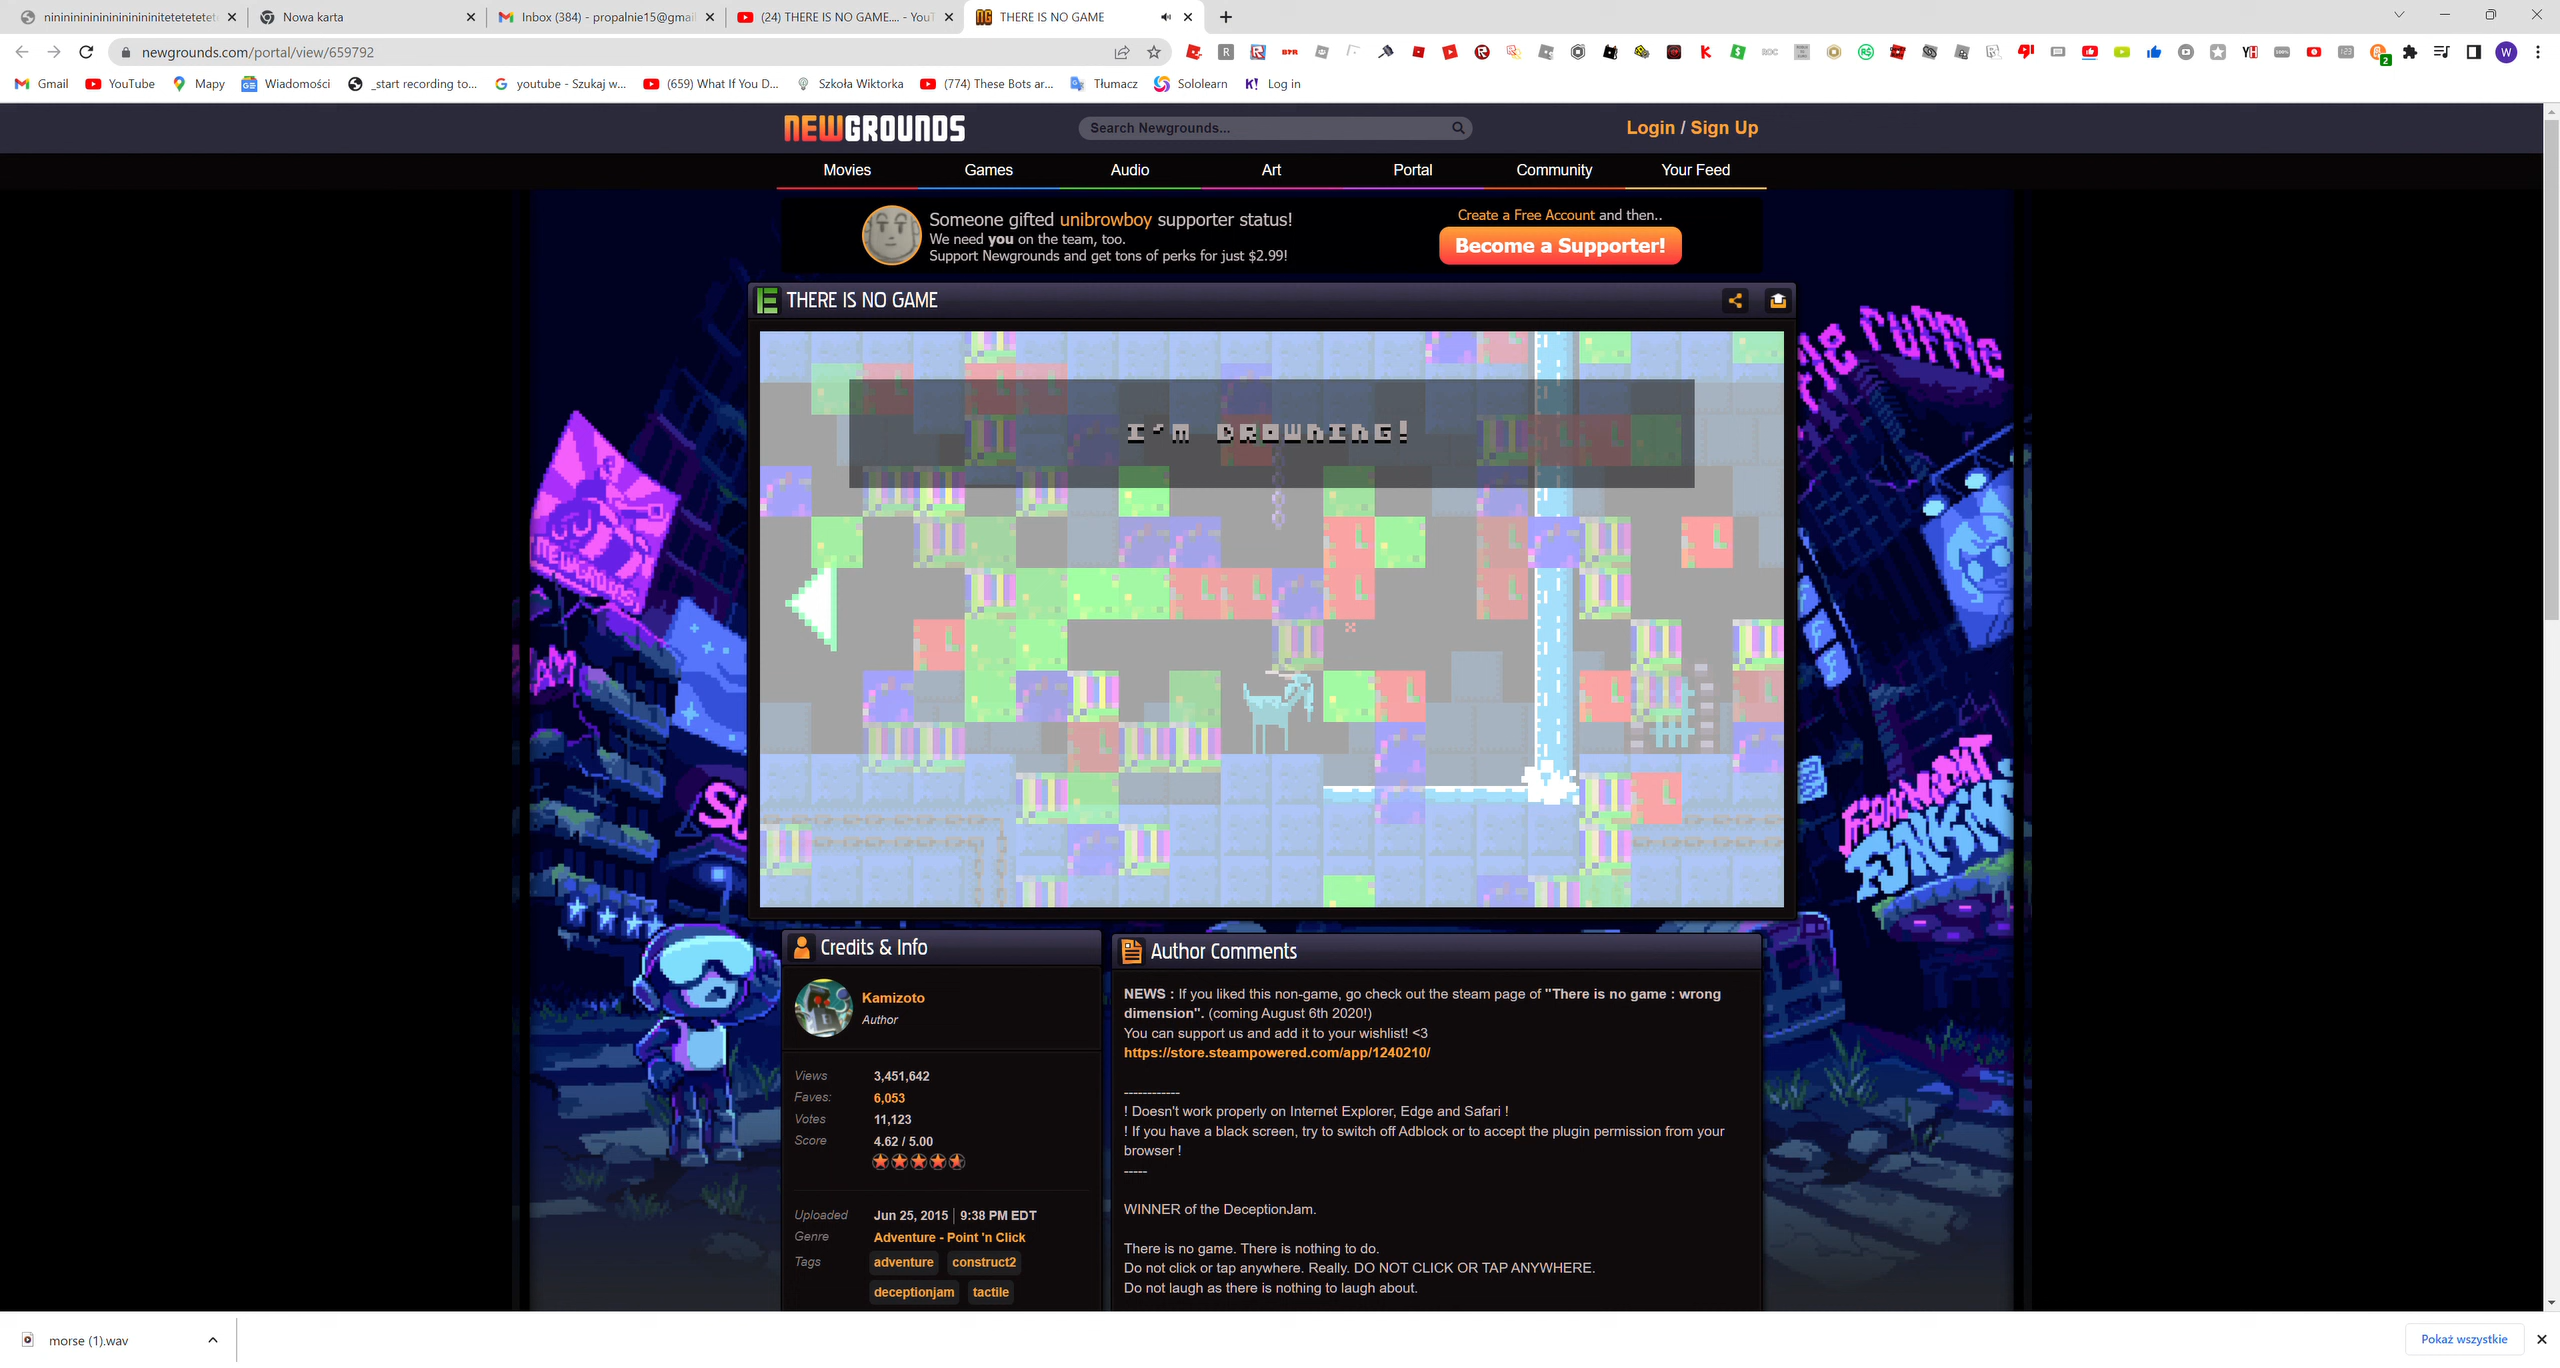 nininininininininininitetetetetet
Nowa karta
Inbox (384) - propalnie15@gmai
(24) THERE IS NO GAME.... - YouT
THERE IS NO GAME
newgrounds.com/portal/view/659792
Gmail
YouTube
Mapy
Wiadomości
_start recording to...
youtube - Szukaj w...
(659) What If You D...
Szkoła Wiktorka
(774) These Bots ar...
Tłumacz
Sololearn
Log in
NEWGROUNDS
Search Newgrounds...
Login / Sign Up
Movies
Games
Audio
Art
Portal
Community
Your Feed
Someone gifted unibrowboy supporter status!
We need you on the team, too.
Support Newgrounds and get tons of perks for just $2.99!
Create a Free Account and then..
Become a Supporter!
E THERE IS NO GAME
I'M DROWNING!
NEWGROUNDS
Credits & Info
Kamizoto
Author
Views 3,451,642
Faves: 6,053
Votes 11,123
Score 4.62 / 5.00
Uploaded Jun 25, 2015 | 9:38 PM EDT
Genre Adventure - Point 'n Click
Tags adventure construct2
deceptionjam tactile
Author Comments
NEWS : If you liked this non-game, go check out the steam page of "There is no game : wrong
dimension". (coming August 6th 2020!)
You can support us and add it to your wishlist! <3
https://store.steampowered.com/app/1240210/
------------
! Doesn't work properly on Internet Explorer, Edge and Safari !
! If you have a black screen, try to switch off Adblock or to accept the plugin permission from your
browser !
-----
WINNER of the DeceptionJam.
There is no game. There is nothing to do.
Do not click or tap anywhere. Really. DO NOT CLICK OR TAP ANYWHERE.
Do not laugh as there is nothing to laugh about.
morse (1).wav
Pokaż wszystkie